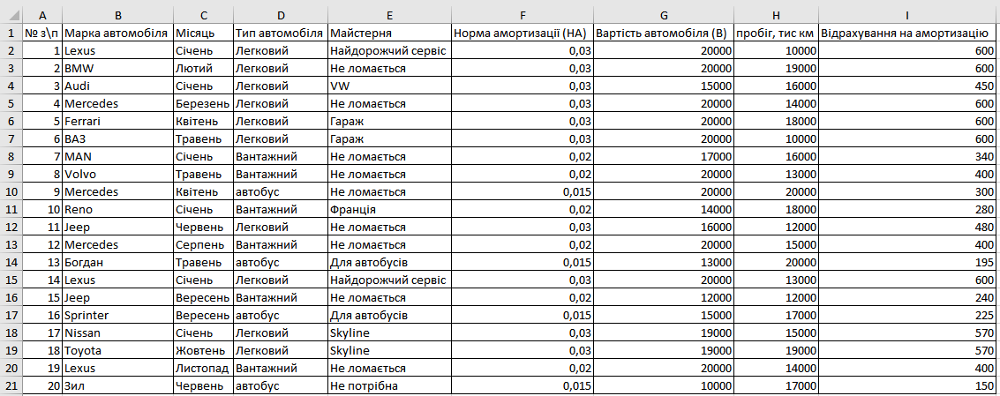 A B C D E F G H I
1 № з\п Марка автомобіля Місяць Тип автомобіля Майстерня Норма амортизації (НА) Вартість автомобіля (В) пробіг, тис км Відрахування на амортизацію
2 1 Lexus Січень Легковий Найдорожчий сервіс 0,03 20000 10000 600
3 2 BMW Лютий Легковий Не ломається 0,03 20000 19000 600
4 3 Audi Січень Легковий VW 0,03 15000 16000 450
5 4 Mercedes Березень Легковий Не ломається 0,03 20000 14000 600
6 5 Ferrari Квітень Легковий Гараж 0,03 20000 18000 600
7 6 ВАЗ Травень Легковий Гараж 0,03 20000 10000 600
8 7 MAN Січень Вантажний Не ломається 0,02 17000 16000 340
9 8 Volvo Травень Вантажний Не ломається 0,02 20000 13000 400
10 9 Mercedes Квітень автобус Не ломається 0,015 20000 20000 300
11 10 Reno Січень Вантажний Франція 0,02 14000 18000 280
12 11 Jeep Червень Легковий Не ломається 0,03 16000 12000 480
13 12 Mercedes Серпень Вантажний Не ломається 0,02 20000 15000 400
14 13 Богдан Травень автобус Для автобусів 0,015 13000 20000 195
15 14 Lexus Січень Легковий Найдорожчий сервіс 0,03 20000 13000 600
16 15 Jeep Вересень Вантажний Не ломається 0,02 12000 12000 240
17 16 Sprinter Вересень автобус Для автобусів 0,015 15000 17000 225
18 17 Nissan Січень Легковий Skyline 0,03 19000 15000 570
19 18 Toyota Жовтень Легковий Skyline 0,03 19000 19000 570
20 19 Lexus Листопад Вантажний Не ломається 0,02 20000 14000 400
21 20 Зил Червень автобус Не потрібна 0,015 10000 17000 150